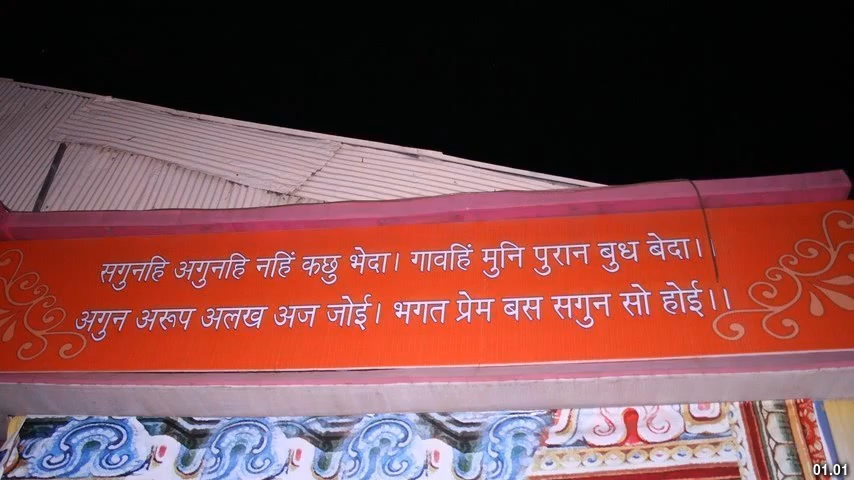 सगुनहि अगुनहि नहिं कछु भेदा। गावहिं मुनि पुरान बुध बेदा।
अगुन अरूप अलख अज जोई। भगत प्रेम बस सगुन सो होई।।
01.01